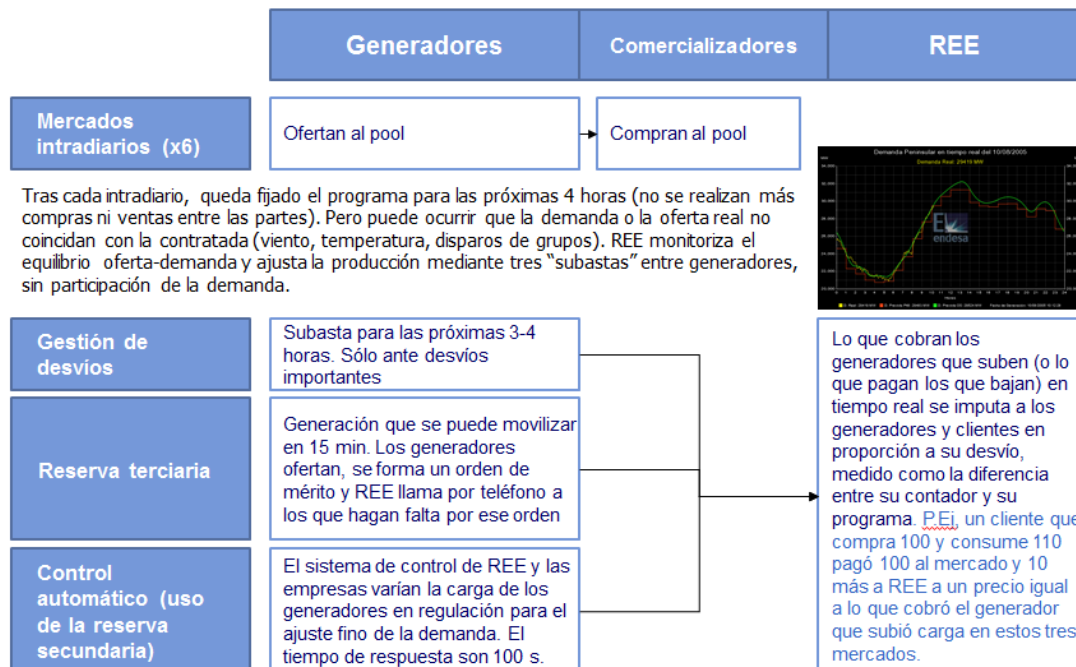 Generadores
Comercializadores
REE
Mercados
intradiarios (x6)
Ofertan al pool
Compran al pool
Demanda Peninsular en tiempo real del 10/08/2005
endesa
Tras cada intradiario, queda fijado el programa para las próximas 4 horas (no se realizan más
compras ni ventas entre las partes). Pero puede ocurrir que la demanda o la oferta real no
coincidan con la contratada (viento, temperatura, disparos de grupos). REE monitoriza el
equilibrio oferta-demanda y ajusta la producción mediante tres “subastas” entre generadores,
sin participación de la demanda.
Gestión de
desvíos
Subasta para las próximas 3-4
horas. Sólo ante desvíos
importantes
Reserva terciaria
Generación que se puede movilizar
en 15 min. Los generadores
ofertan, se forma un orden de
mérito y REE llama por teléfono a
los que hagan falta por ese orden
Control
automático (uso
de la reserva
secundaria)
El sistema de control de REE y las
empresas varían la carga de los
generadores en regulación para el
ajuste fino de la demanda. El
tiempo de respuesta son 100 s.
Lo que cobran los
generadores que suben (o lo
que pagan los que bajan) en
tiempo real se imputa a los
generadores y clientes en
proporción a su desvío,
medido como la diferencia
entre su contador y su
programa. P.Ej, un cliente que
compra 100 y consume 110
pagó 100 al mercado y 10
más a REE a un precio igual
a lo que cobró el generador
que subió carga en estos tres
mercados.